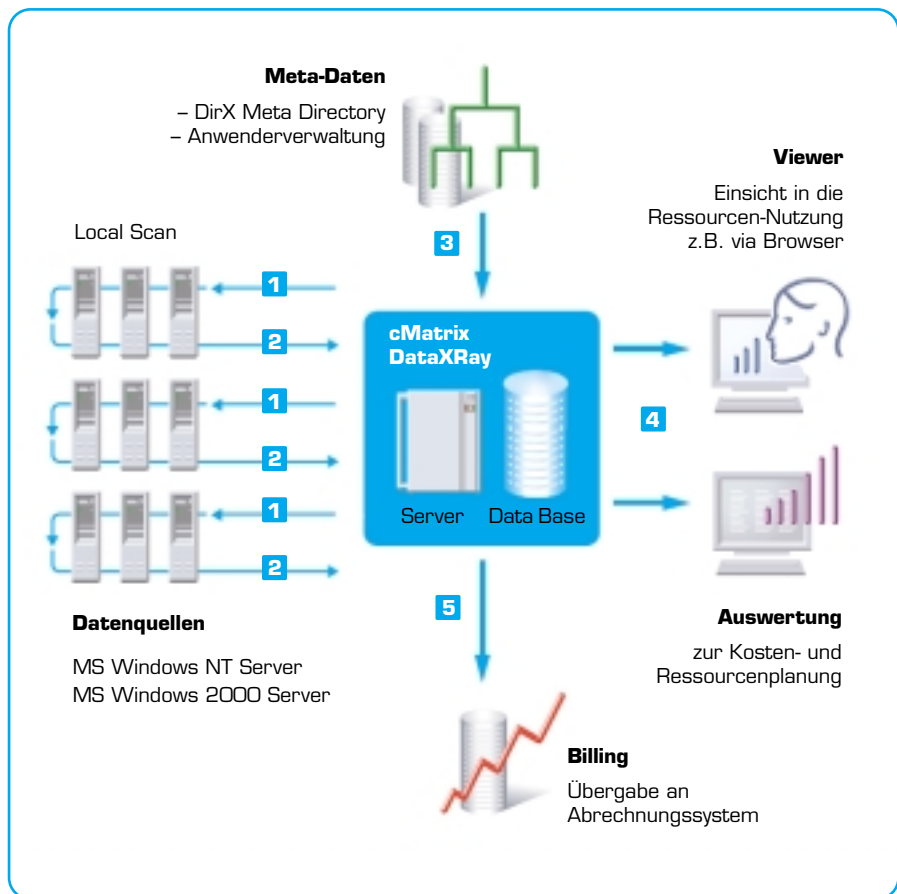 Meta-Daten
– DirX Meta Directory
– Anwenderverwaltung
Viewer
Einsicht in die
Ressourcen-Nutzung
z.B. via Browser
Local Scan
3
1
2
1
2
1
2
cMatrix
DataXRay
Server
Data Base
4
5
Datenquellen
MS Windows NT Server
MS Windows 2000 Server
Auswertung
zur Kosten- und
Ressourcenplanung
Billing
Übergabe an
Abrechnungssystem